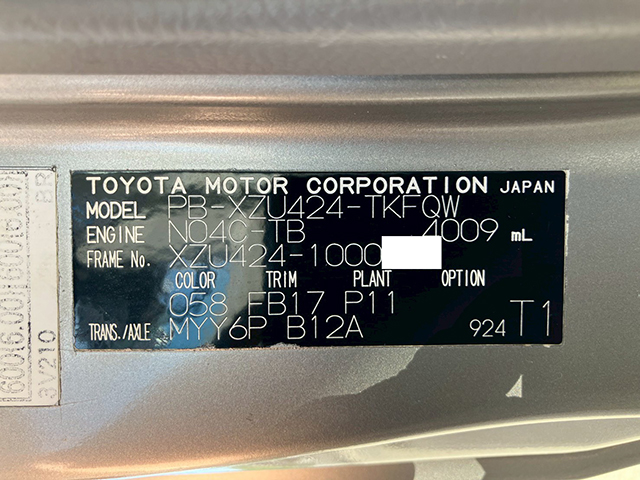 TOYOTA MOTOR CORPORATION JAPAN
MODEL PB-XZU424-TKFQW
ENGINE N04C-TB 4009 mL
FRAME No. XZU424-1000
COLOR TRIM PLANT OPTION
058 FB17 P11
TRANS./AXLE MYY6P B12A 924 T1
3V210